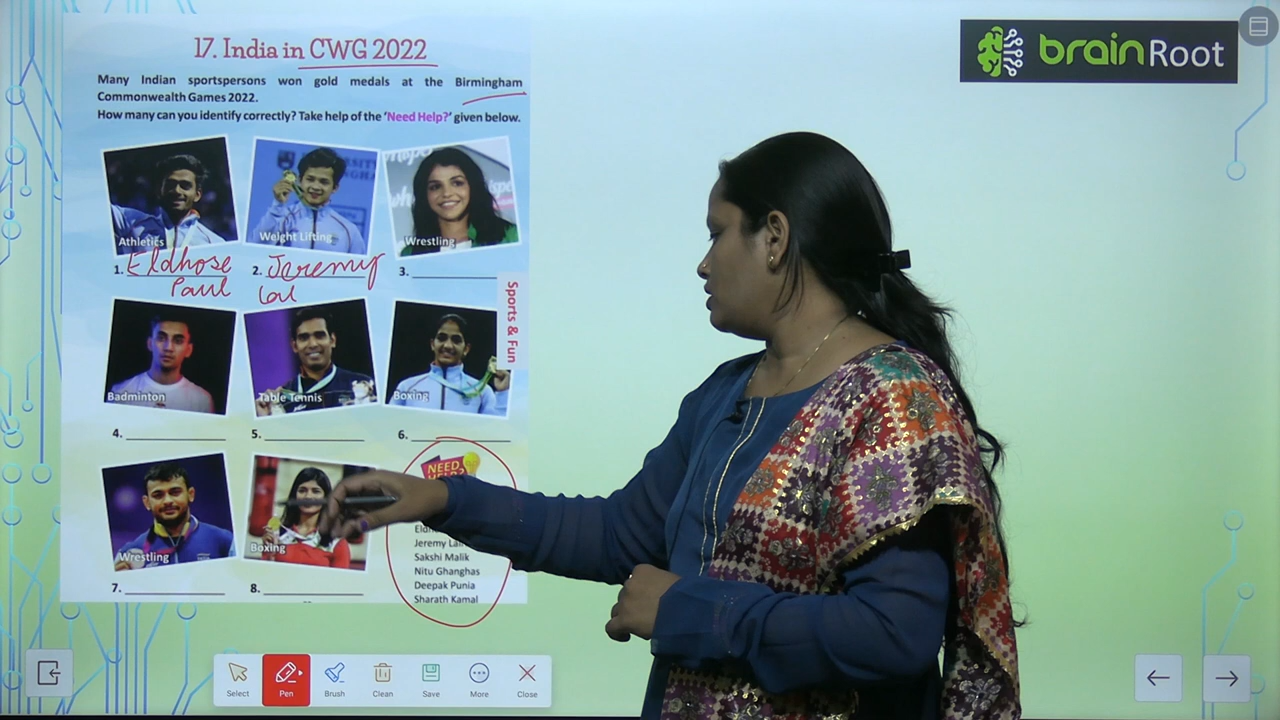 17. India in CWG 2022
brainRoot
Many Indian sportspersons won gold medals at the Birmingham
Commonwealth Games 2022.
How many can you identify correctly? Take help of the 'Need Help?' given below.
Athletics
Weight Lifting
Wrestling
1. Eldhose
Paul
2. Jeremy
Lal
3.
Sports & Fun
Badminton
Table Tennis
Boxing
4.
5.
6.
NEED
HELP?
Wrestling
Boxing
Jeremy
Sakshi Malik
Nitu Ghanghas
Deepak Punia
Sharath Kamal
7.
8.
Select
Pen
Brush
Clean
Save
More
Close